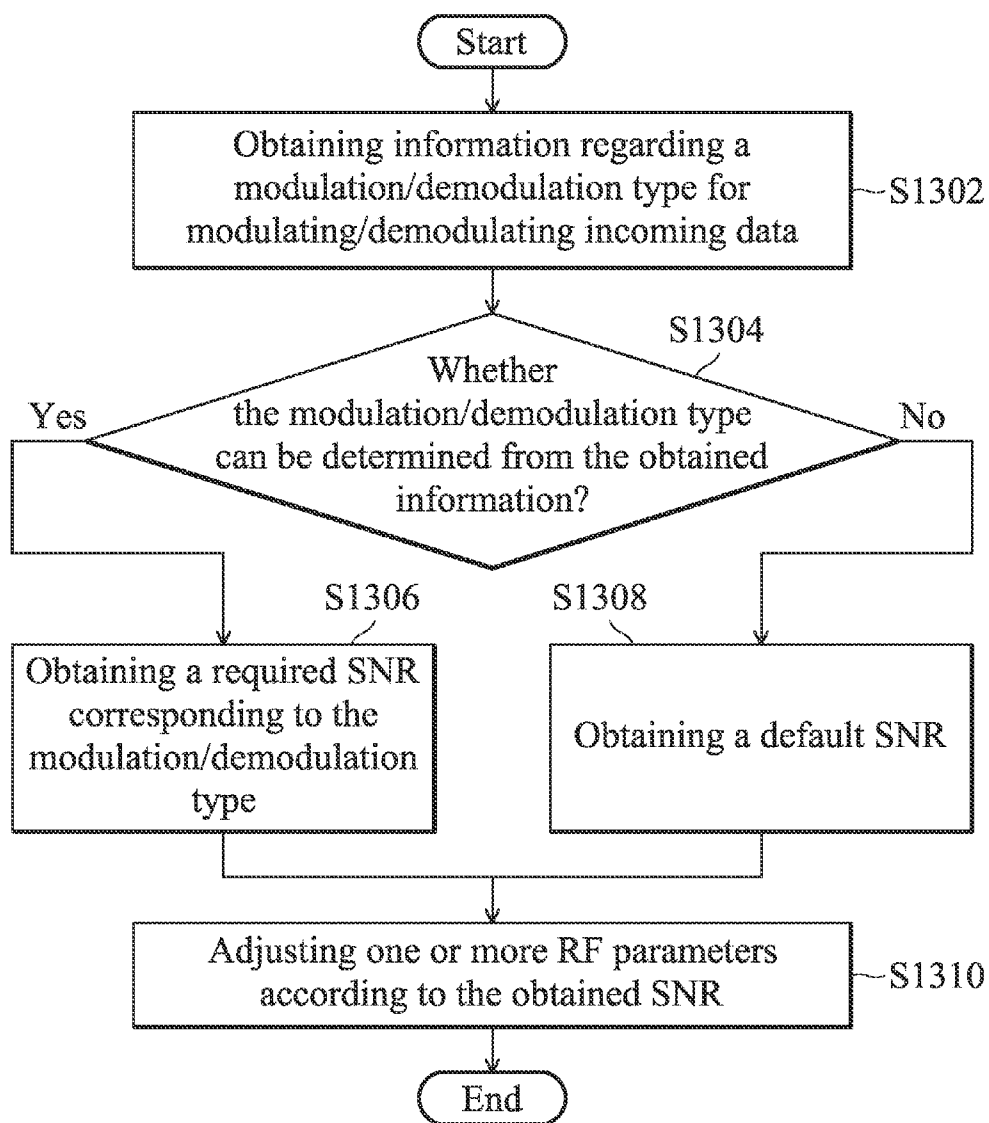 Start
Obtaining information regarding a
modulation/demodulation type for
modulating/demodulating incoming data
S1302
S1304
Whether
the modulation/demodulation type
can be determined from the obtained
information?
Yes
No
S1306
Obtaining a required SNR
corresponding to the
modulation/demodulation
type
S1308
Obtaining a default SNR
Adjusting one or more RF parameters
according to the obtained SNR
S1310
End